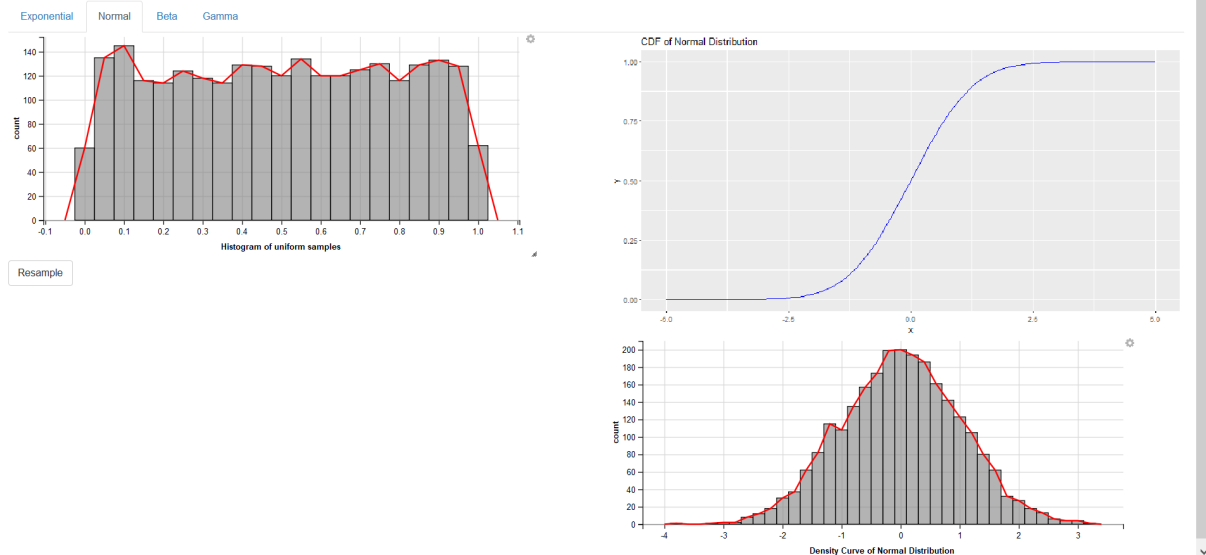 Exponential Normal Beta Gamma
140
120
100
80
60
40
20
0
count
-0.1 0.0 0.1 0.2 0.3 0.4 0.5 0.6 0.7 0.8 0.9 1.0 1.1
Histogram of uniform samples
Resample
CDF of Normal Distribution
1.00
0.75
0.50
0.25
0.00
Y
-5.0 -2.5 0.0 2.5 5.0
X
200
180
160
140
120
100
80
60
40
20
0
count
-4 -3 -2 -1 0 1 2 3
Density Curve of Normal Distribution